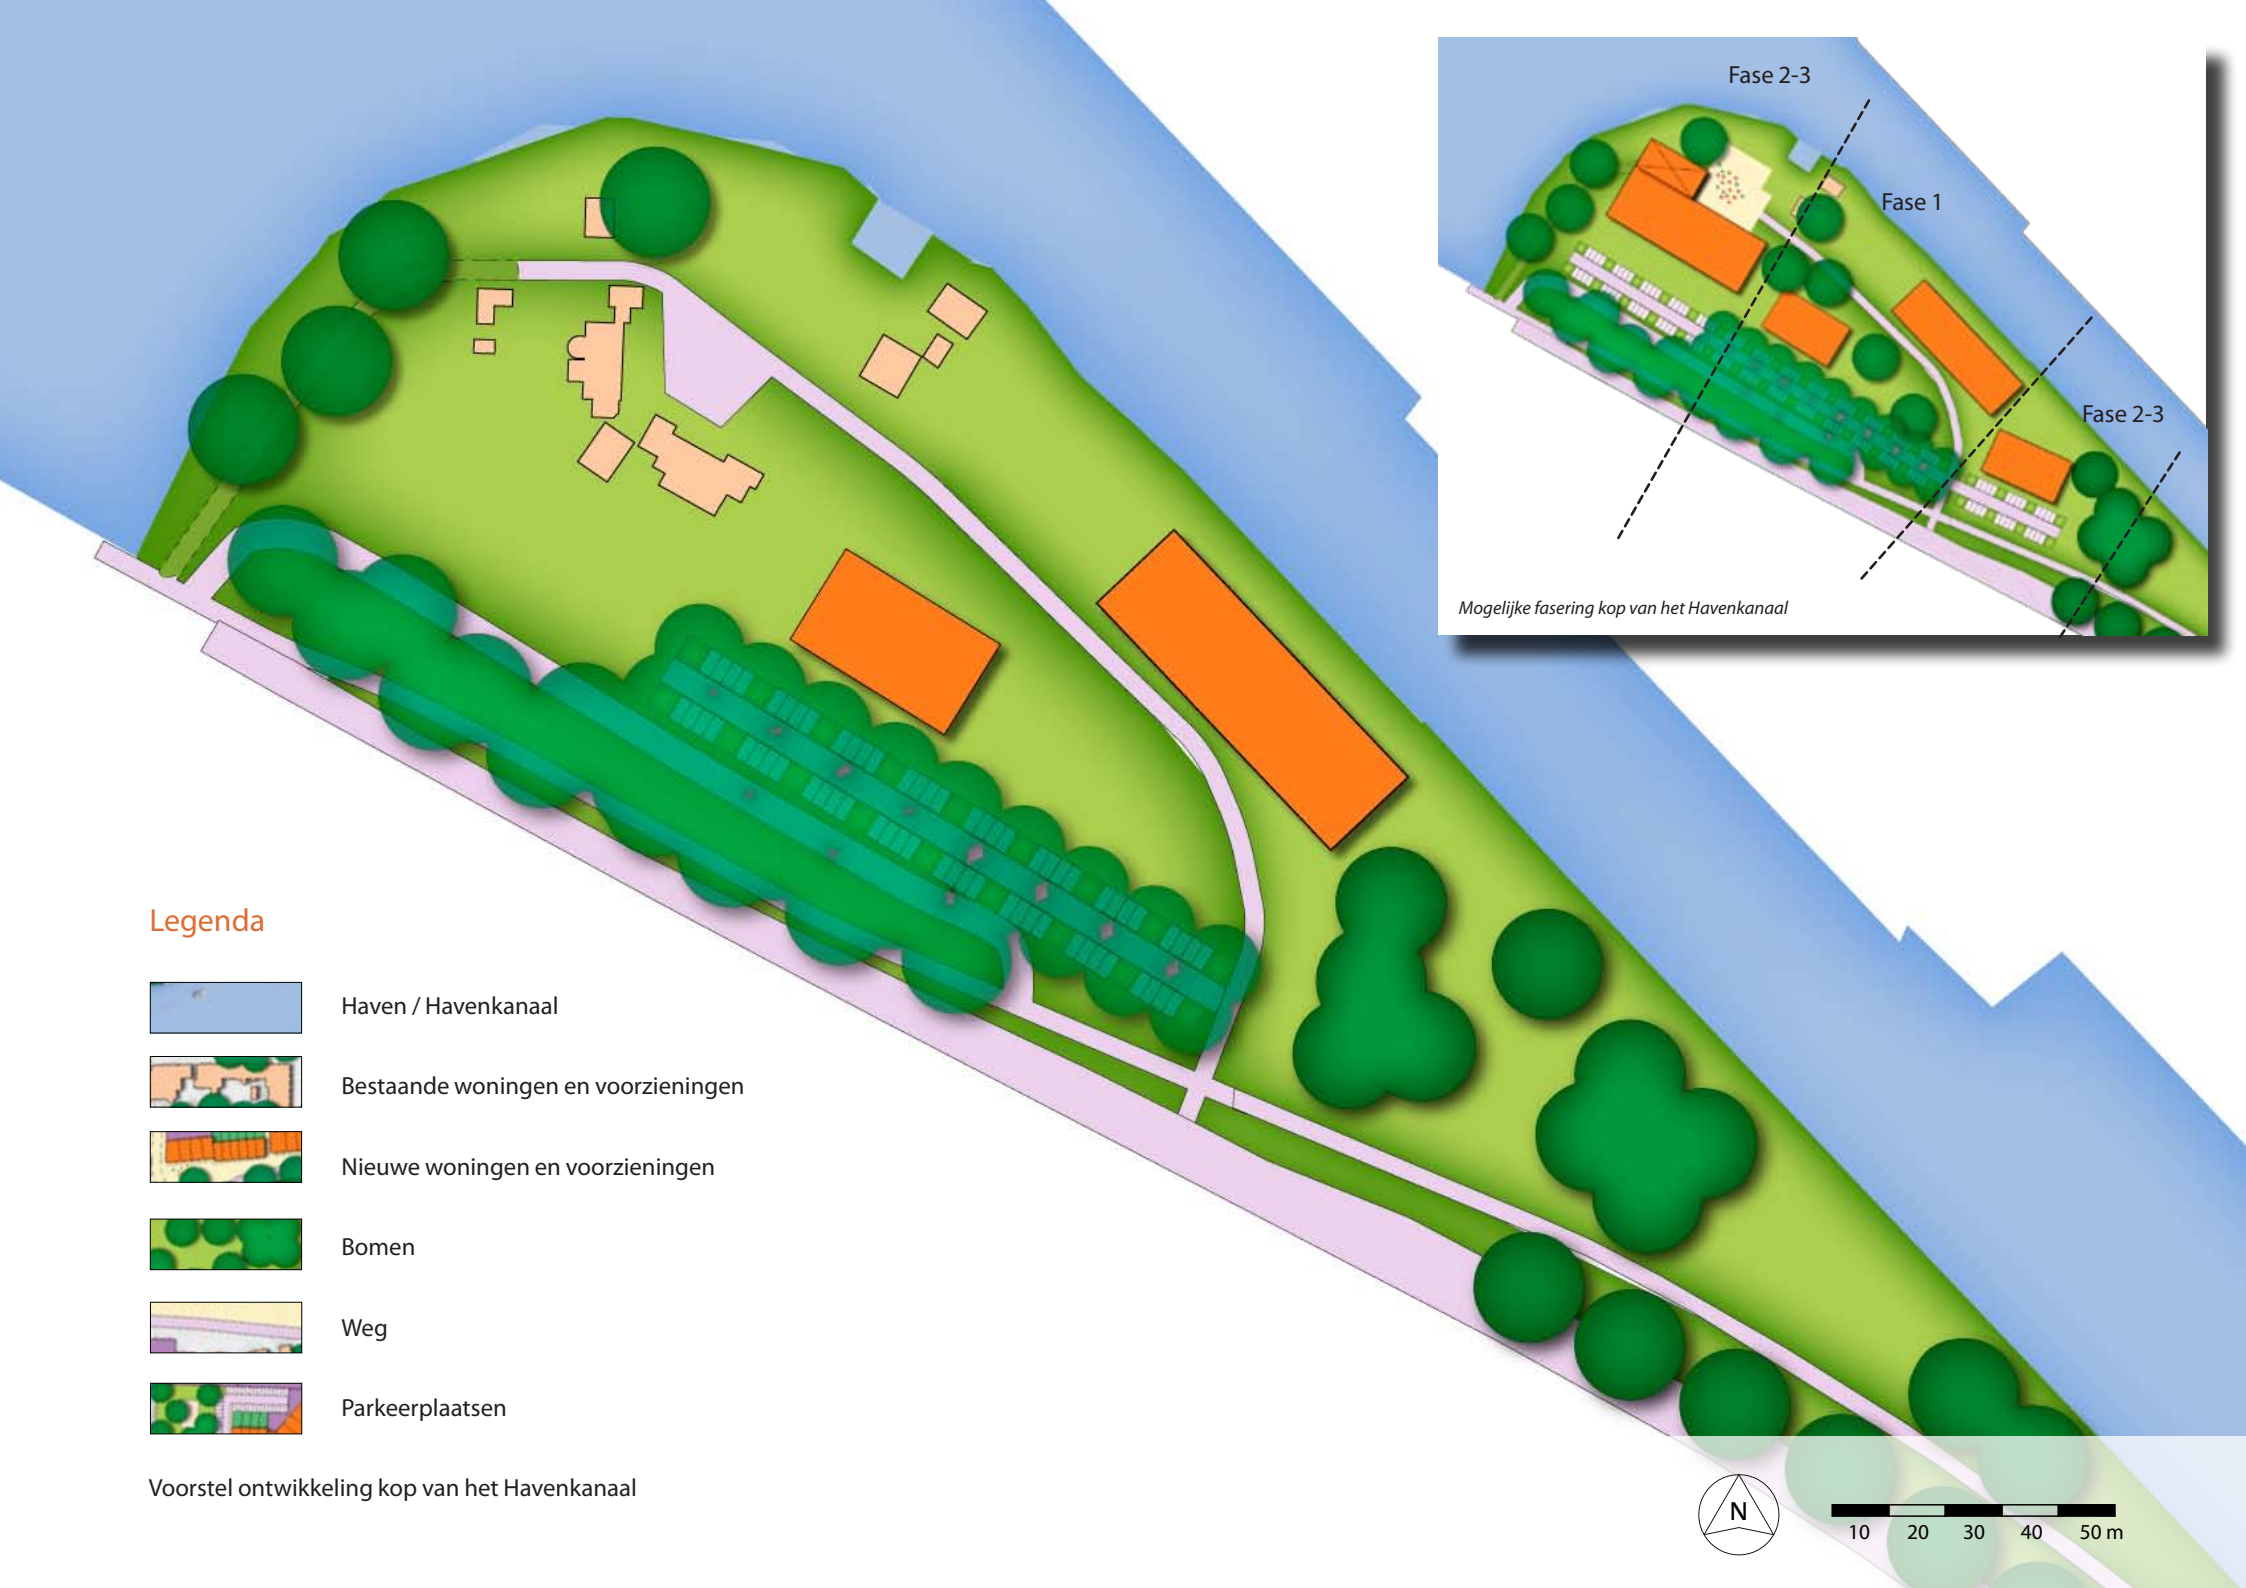 Fase 2-3
Fase 1
Fase 2-3
Mogelijke fasering kop van het Havenkanaal
Legenda
Haven / Havenkanaal
Bestaande woningen en voorzieningen
Nieuwe woningen en voorzieningen
Bomen
Weg
Parkeerplaatsen
Voorstel ontwikkeling kop van het Havenkanaal
N
10 20 30 40 50 m